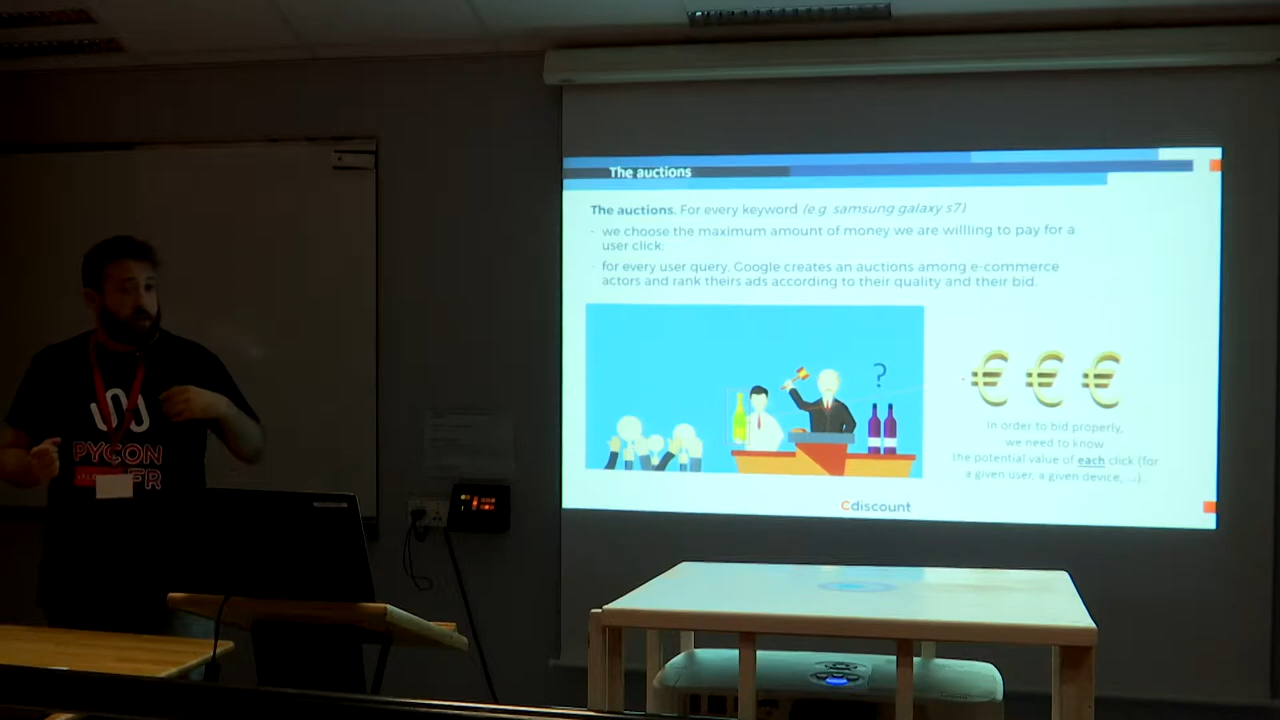 The auctions
The auctions. For every keyword (e.g. samsung galaxy s7)
- we choose the maximum amount of money we are willling to pay for a
user click;
- for every user query, Google creates an auctions among e-commerce
actors and rank theirs ads according to their quality and their bid.
?
€ € €
In order to bid properly,
we need to know
the potential value of each click (for
a given user, a given device, ...).
Cdiscount
PYCON
FR